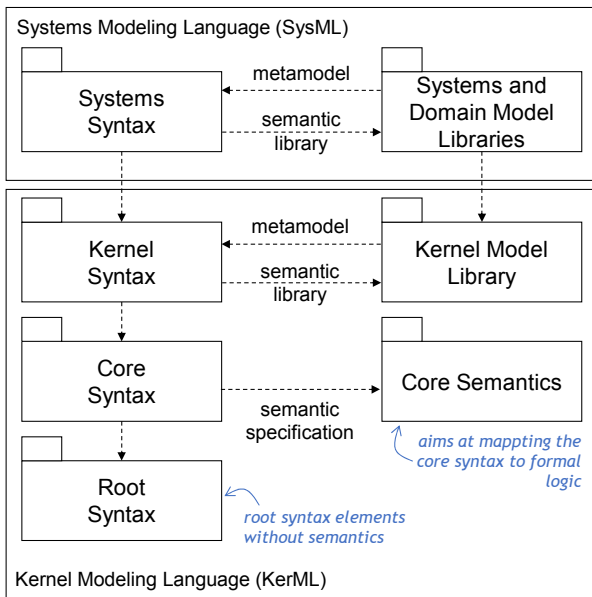 Systems Modeling Language (SysML)
Systems
Syntax
metamodel
semantic
library
Systems and
Domain Model
Libraries
Kernel
Syntax
metamodel
semantic
library
Kernel Model
Library
Core
Syntax
semantic
specification
Core Semantics
aims at mappting the
core syntax to formal
logic
Root
Syntax
root syntax elements
without semantics
Kernel Modeling Language (KerML)